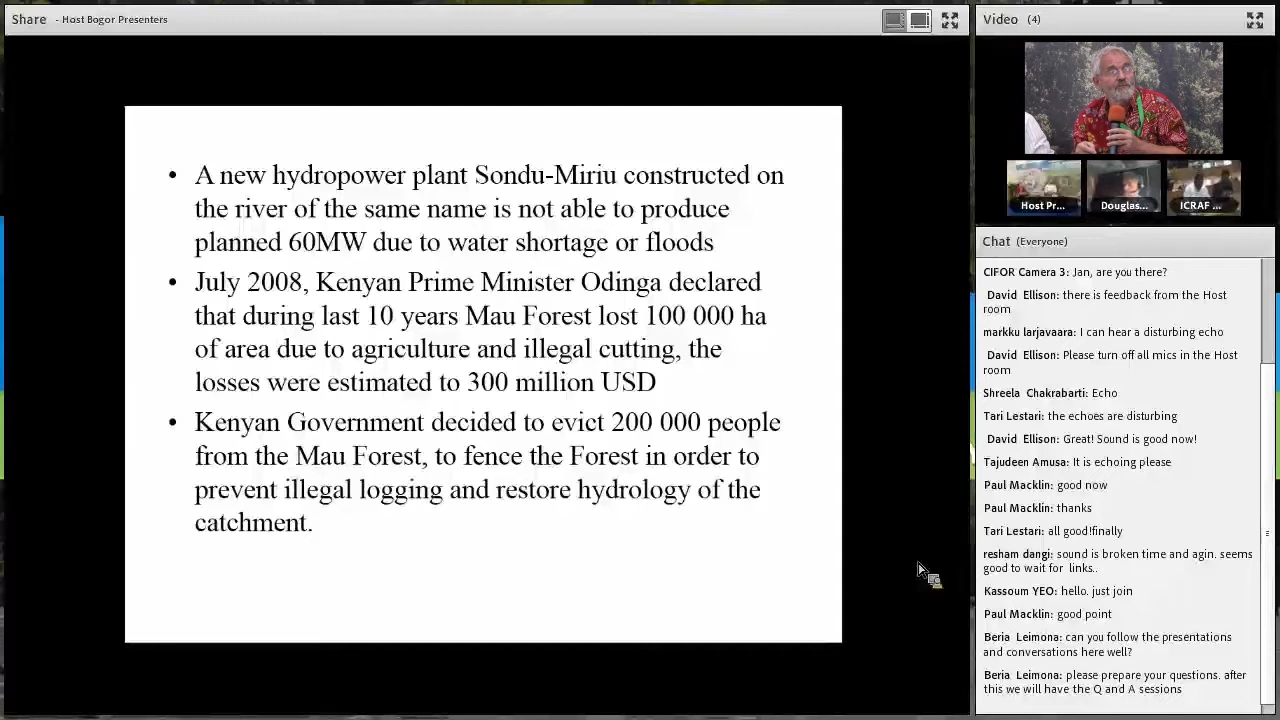 Share - Host Bogor Presenters
• A new hydropower plant Sondu-Miriu constructed on
the river of the same name is not able to produce
planned 60MW due to water shortage or floods
• July 2008, Kenyan Prime Minister Odinga declared
that during last 10 years Mau Forest lost 100 000 ha
of area due to agriculture and illegal cutting, the
losses were estimated to 300 million USD
• Kenyan Government decided to evict 200 000 people
from the Mau Forest, to fence the Forest in order to
prevent illegal logging and restore hydrology of the
catchment.
Video (4)
Host Pr...
Douglas...
ICRAF ...
Chat (Everyone)
CIFOR Camera 3: Jan, are you there?
David Ellison: there is feedback from the Host
room
markku larjavaara: I can hear a disturbing echo
David Ellison: Please turn off all mics in the Host
room
Shreela Chakrabarti: Echo
Tari Lestari: the echoes are disturbing
David Ellison: Great! Sound is good now!
Tajudeen Amusa: It is echoing please
Paul Macklin: good now
Paul Macklin: thanks
Tari Lestari: all good!finally
resham dangi: sound is broken time and agin. seems
good to wait for links..
Kassoum YEO: hello. just join
Paul Macklin: good point
Beria Leimona: can you follow the presentations
and conversations here well?
Beria Leimona: please prepare your questions. after
this we will have the Q and A sessions